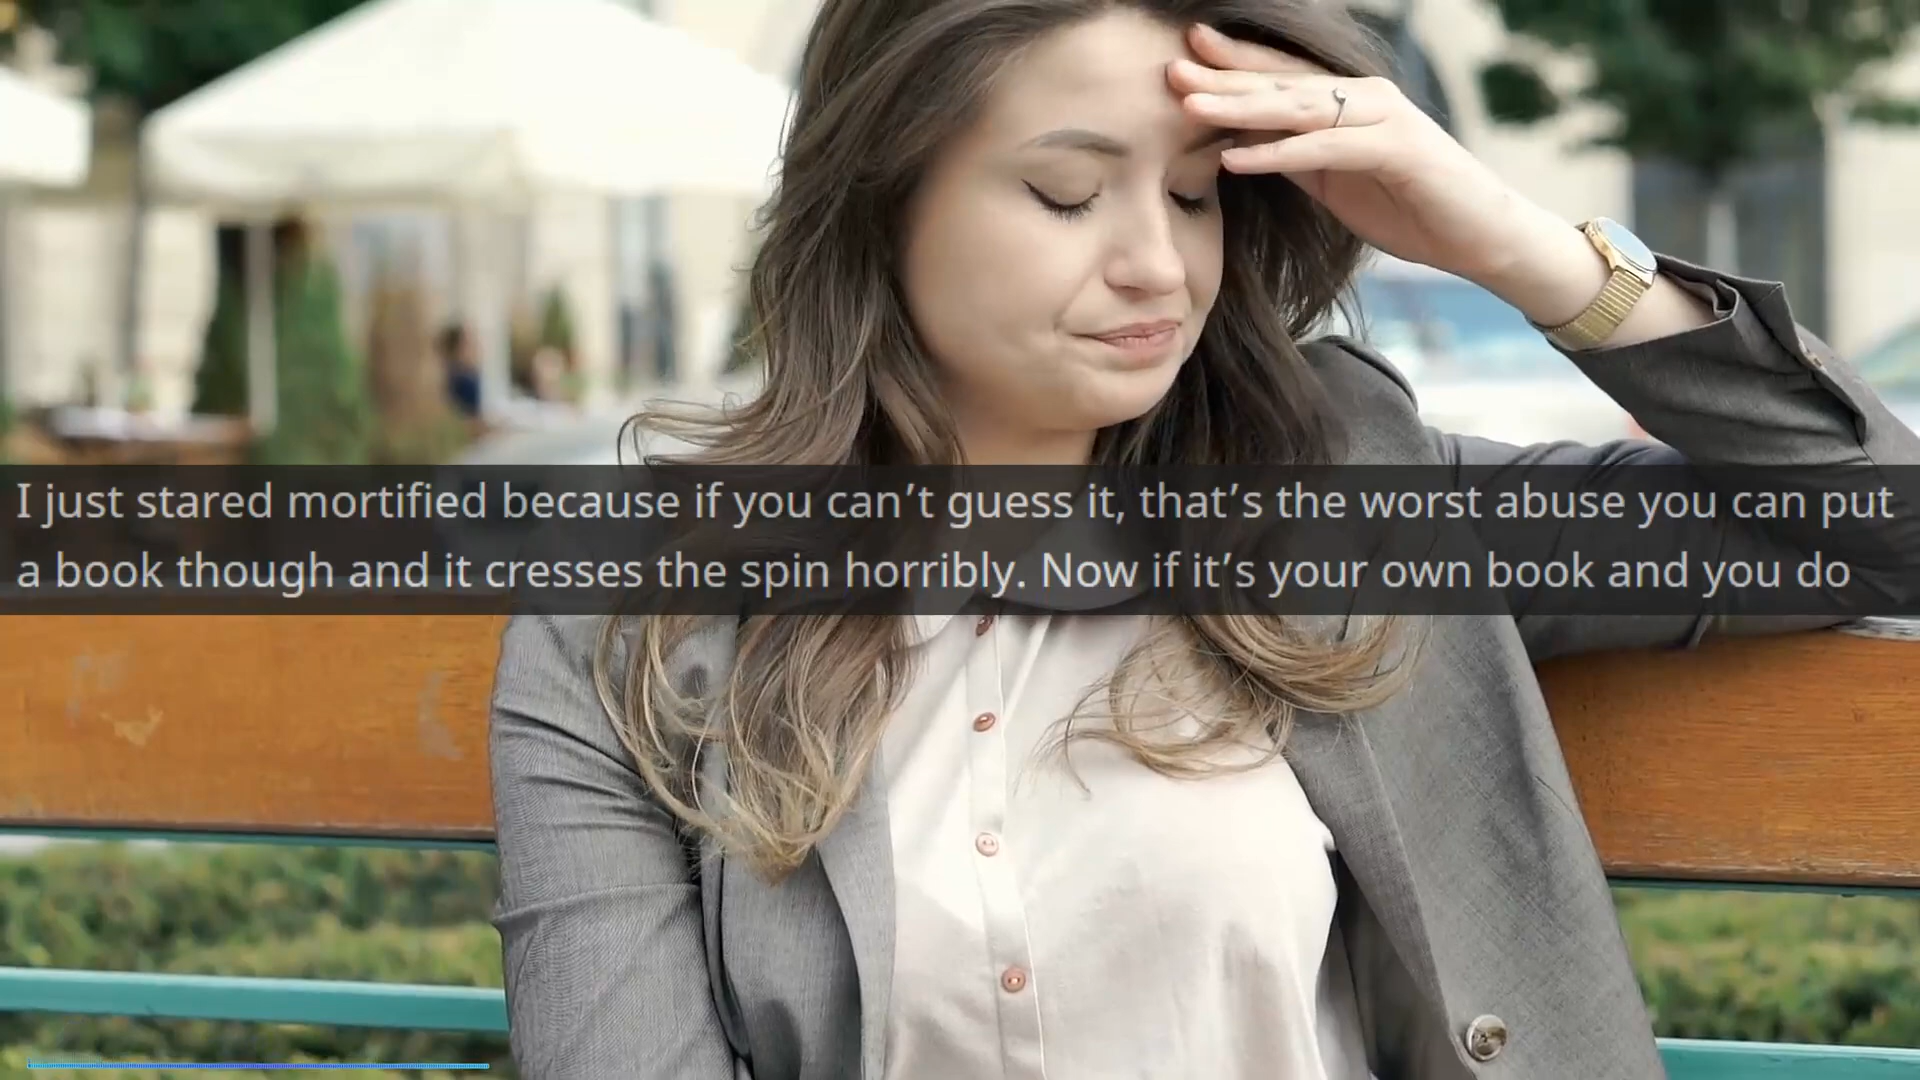 I just stared mortified because if you can’t guess it, that’s the worst abuse you can put
a book though and it cresses the spin horribly. Now if it’s your own book and you do